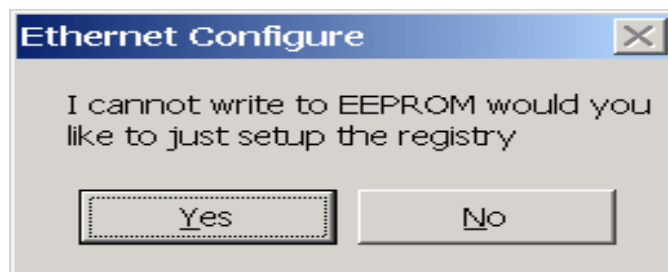 Ethernet Configure
I cannot write to EEPROM would you
like to just setup the registry
Yes
No